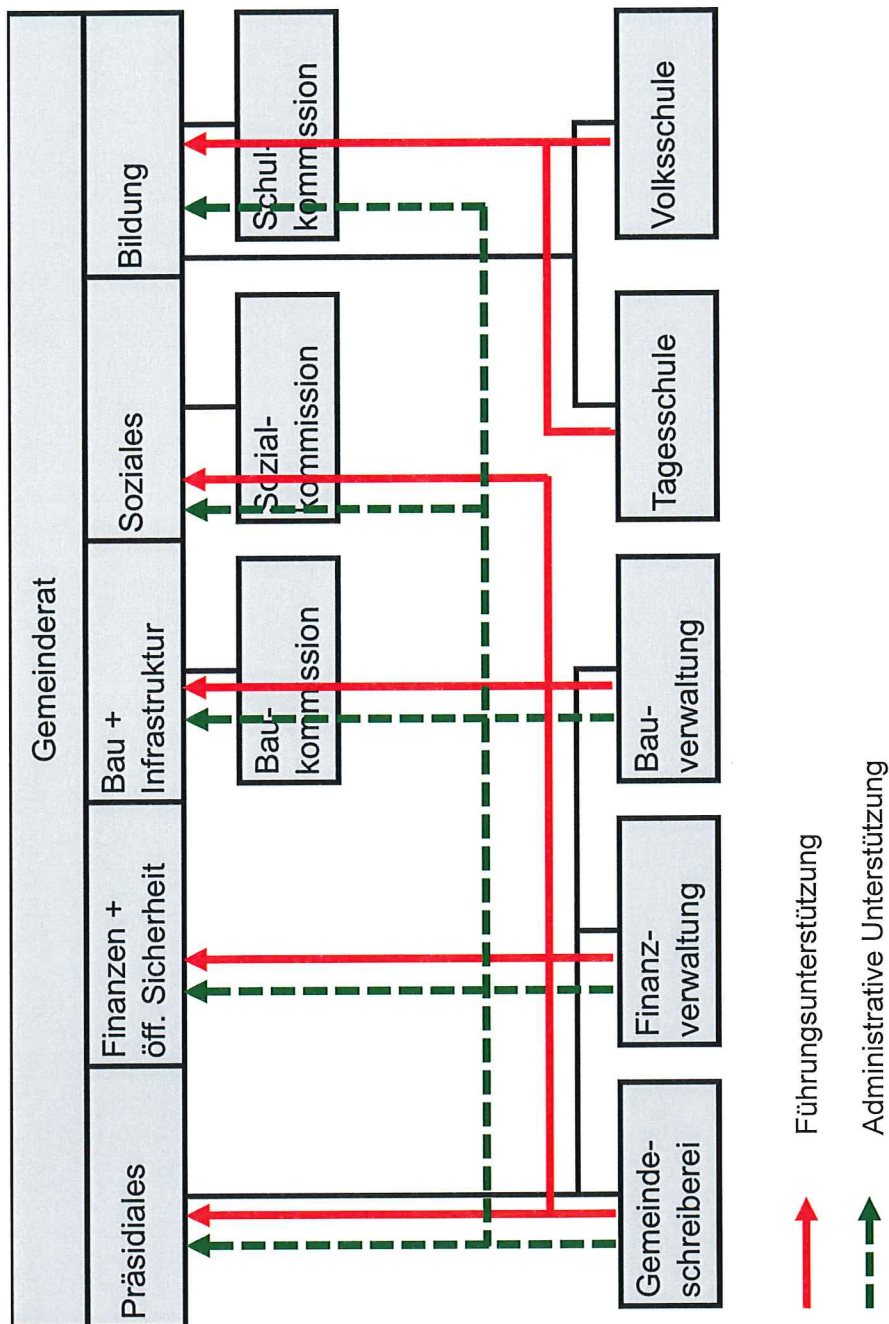 Gemeinderat
Präsidiales
Finanzen +
öff. Sicherheit
Bau +
Infrastruktur
Soziales
Bildung
Bau-
kommission
Sozial-
kommission
Schul-
kommission
Gemeinde-
schreiberei
Finanz-
verwaltung
Bau-
verwaltung
Tagesschule
Volksschule
Führungsunterstützung
Administrative Unterstützung